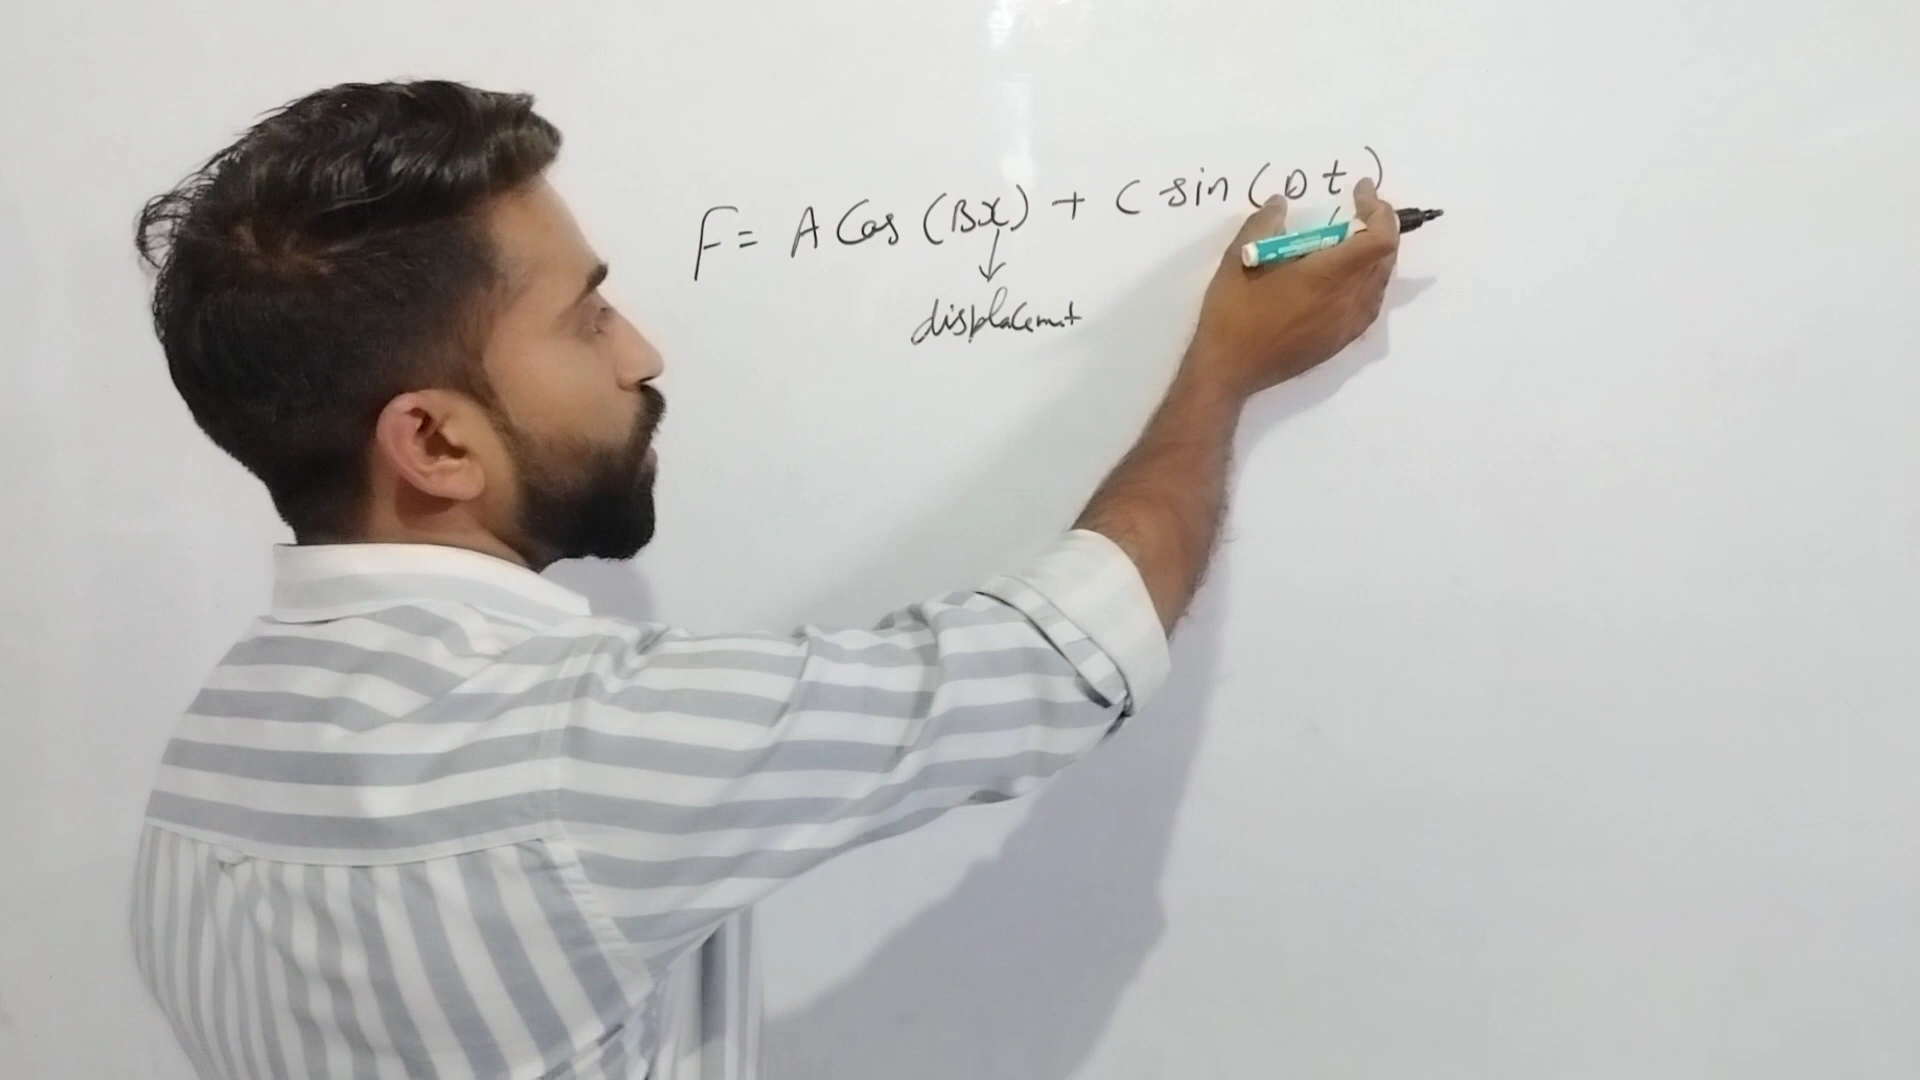 F = A Cos (Bx) + C sin (Dt)
displacement